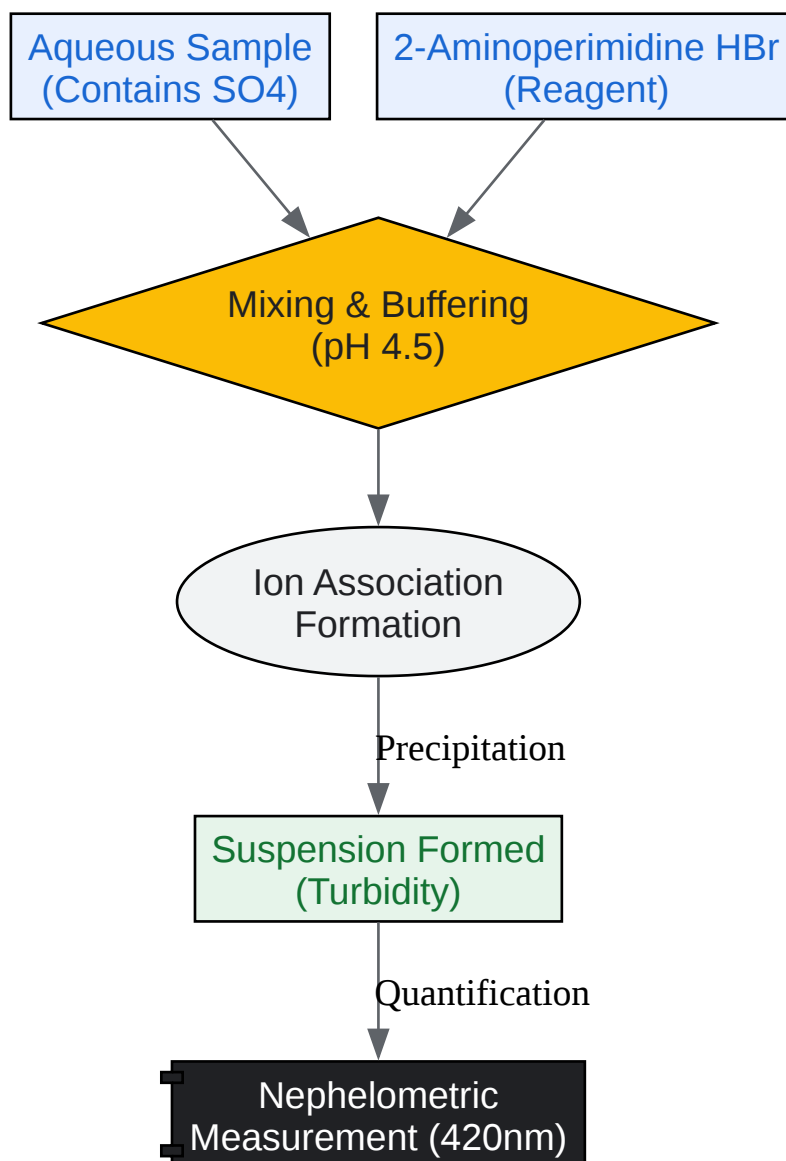 Aqueous Sample
(Contains SO4)
2-Aminoperimidine HBr
(Reagent)
Mixing & Buffering
(pH 4.5)
Ion Association
Formation
Precipitation
Suspension Formed
(Turbidity)
Quantification
Nephelometric
Measurement (420nm)